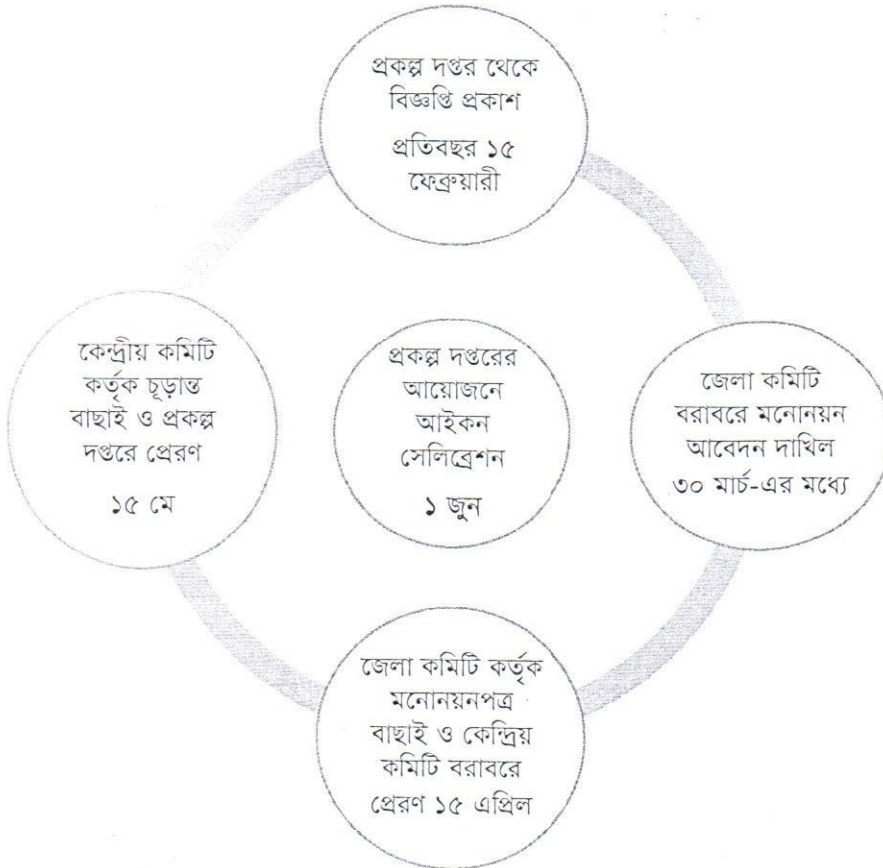 প্রকল্প দপ্তর থেকে
বিজ্ঞপ্তি প্রকাশ
প্রতিবছর ১৫
ফেব্রুয়ারী
জেলা কমিটি
বরাবরে মনোনয়ন
আবেদন দাখিল
৩০ মার্চ-এর মধ্যে
জেলা কমিটি কর্তৃক
মনোনয়নপত্র
বাছাই ও কেন্দ্রিয়
কমিটি বরাবরে
প্রেরণ ১৫ এপ্রিল
কেন্দ্রীয় কমিটি
কর্তৃক চূড়ান্ত
বাছাই ও প্রকল্প
দপ্তরে প্রেরণ
১৫ মে
প্রকল্প দপ্তরের
আয়োজনে
আইকন
সেলিব্রেশন
১ জুন